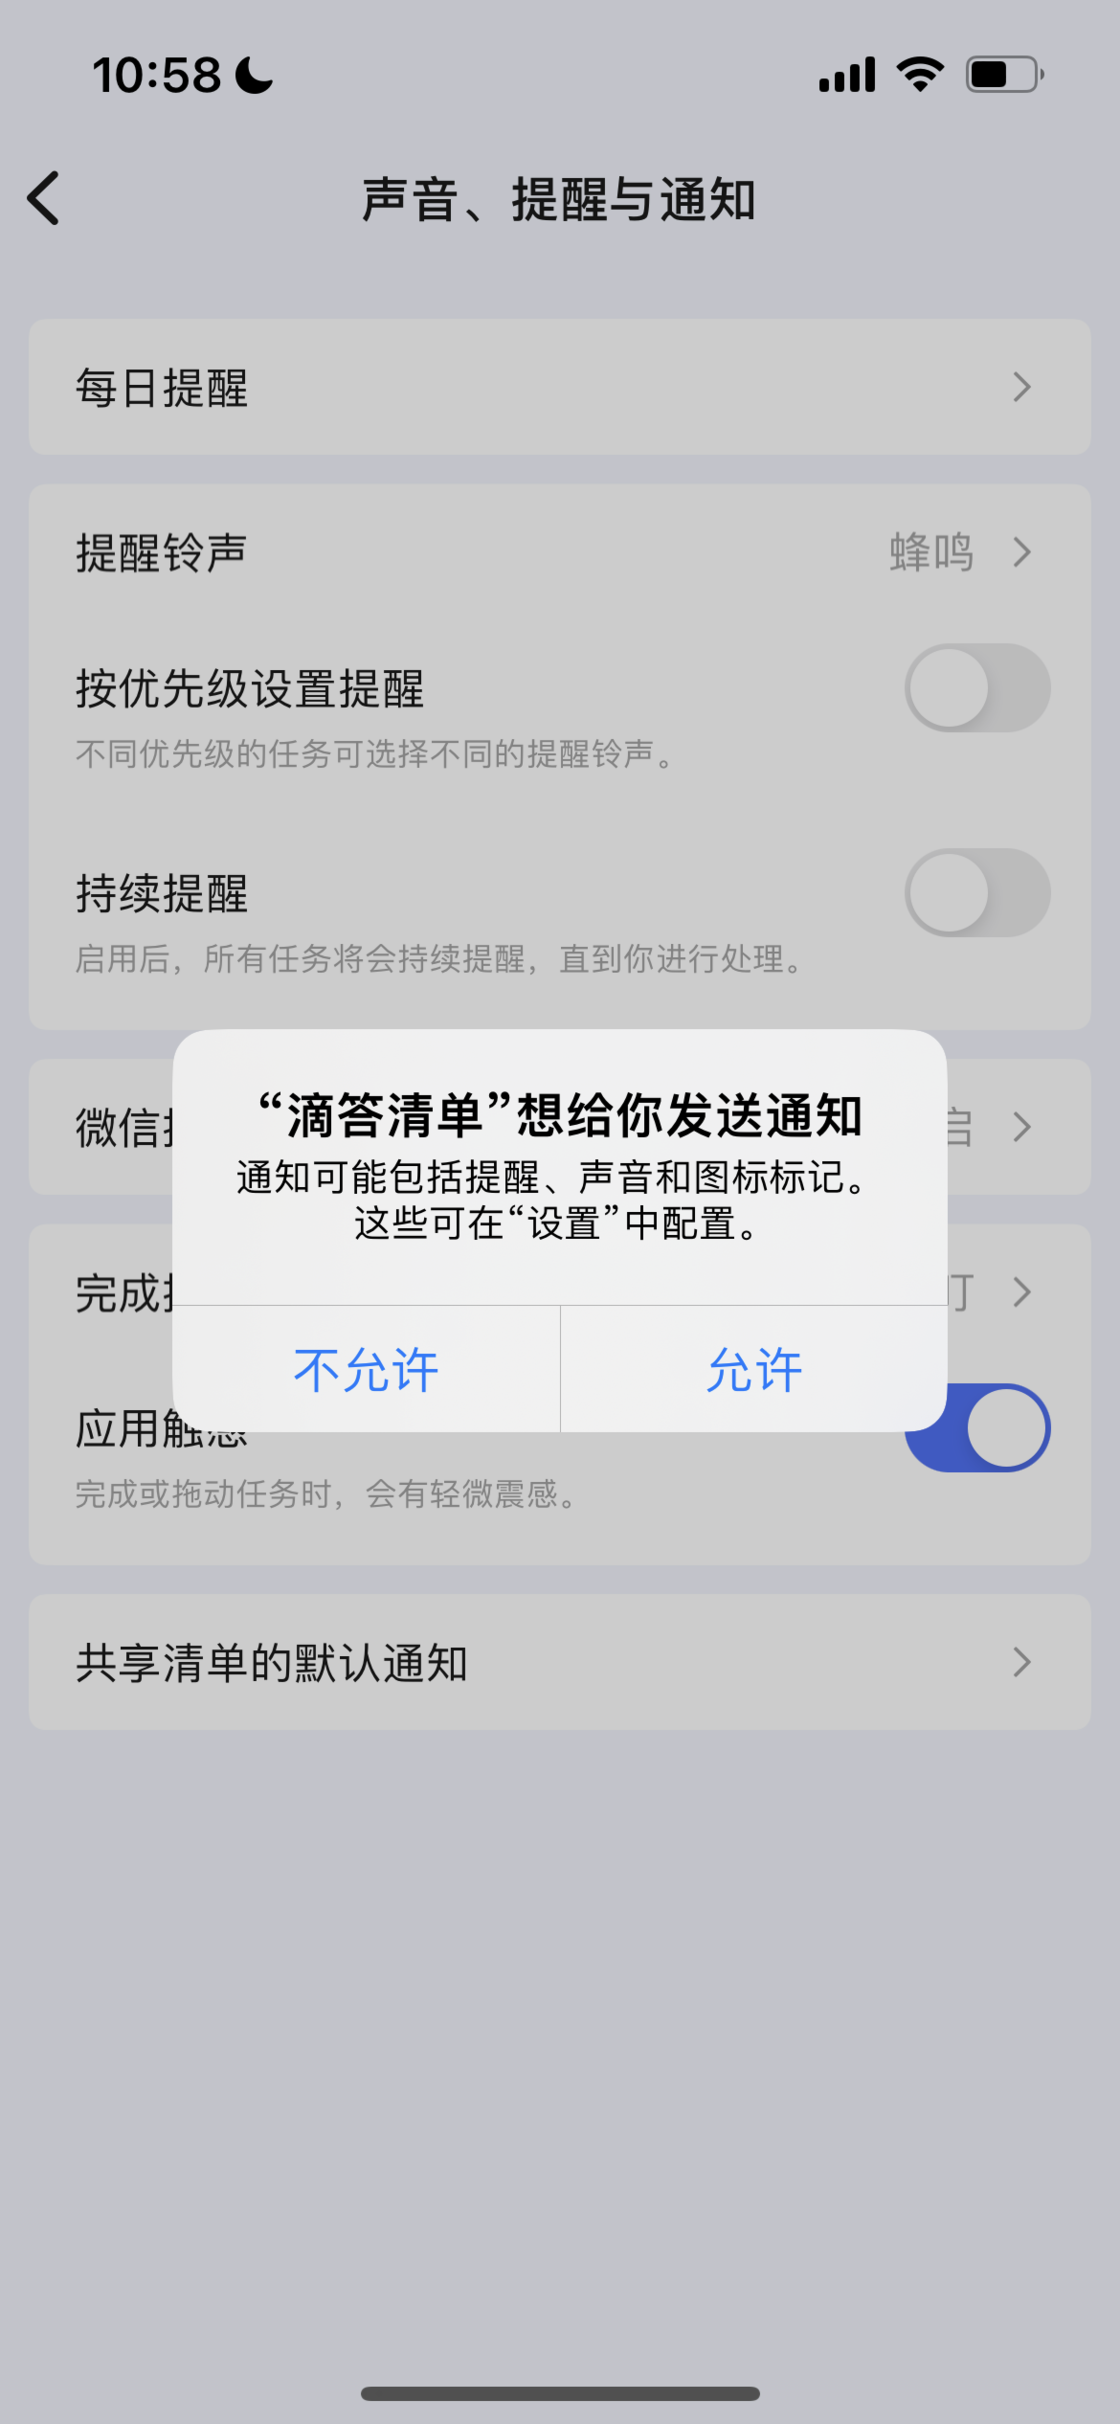 10:58
声音、提醒与通知
每日提醒
提醒铃声 蜂鸣
按优先级设置提醒
不同优先级的任务可选择不同的提醒铃声。
持续提醒
启用后，所有任务将会持续提醒，直到你进行处理。
微信
“滴答清单”想给你发送通知
通知可能包括提醒、声音和图标标记。
这些可在“设置”中配置。
完成
不允许 允许
应用触感
完成或拖动任务时，会有轻微震感。
共享清单的默认通知